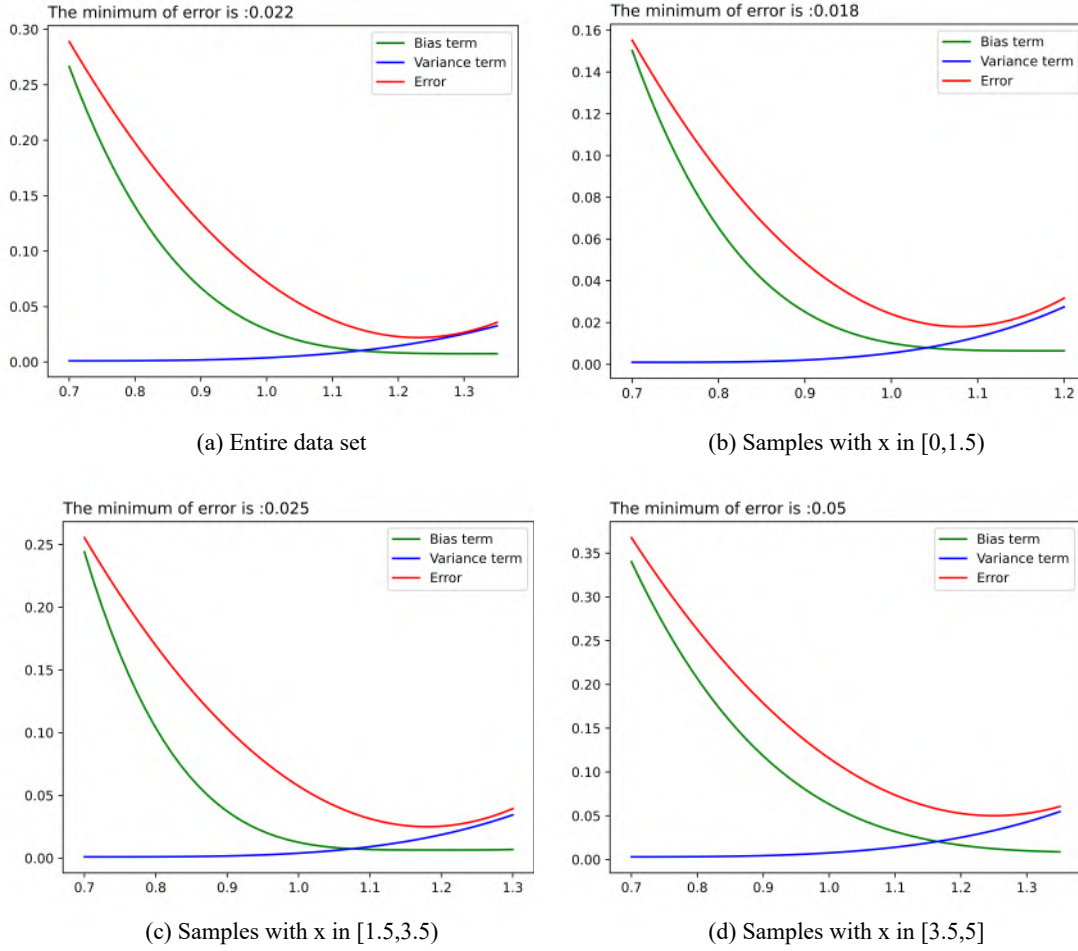 The minimum of error is :0.022
0.30
0.25
0.20
0.15
0.10
0.05
0.00
0.7 0.8 0.9 1.0 1.1 1.2 1.3
Bias term
Variance term
Error
(a) Entire data set
The minimum of error is :0.018
0.16
0.14
0.12
0.10
0.08
0.06
0.04
0.02
0.00
0.7 0.8 0.9 1.0 1.1 1.2
Bias term
Variance term
Error
(b) Samples with x in [0,1.5)
The minimum of error is :0.025
0.25
0.20
0.15
0.10
0.05
0.00
0.7 0.8 0.9 1.0 1.1 1.2 1.3
Bias term
Variance term
Error
(c) Samples with x in [1.5,3.5)
The minimum of error is :0.05
0.35
0.30
0.25
0.20
0.15
0.10
0.05
0.00
0.7 0.8 0.9 1.0 1.1 1.2 1.3
Bias term
Variance term
Error
(d) Samples with x in [3.5,5]